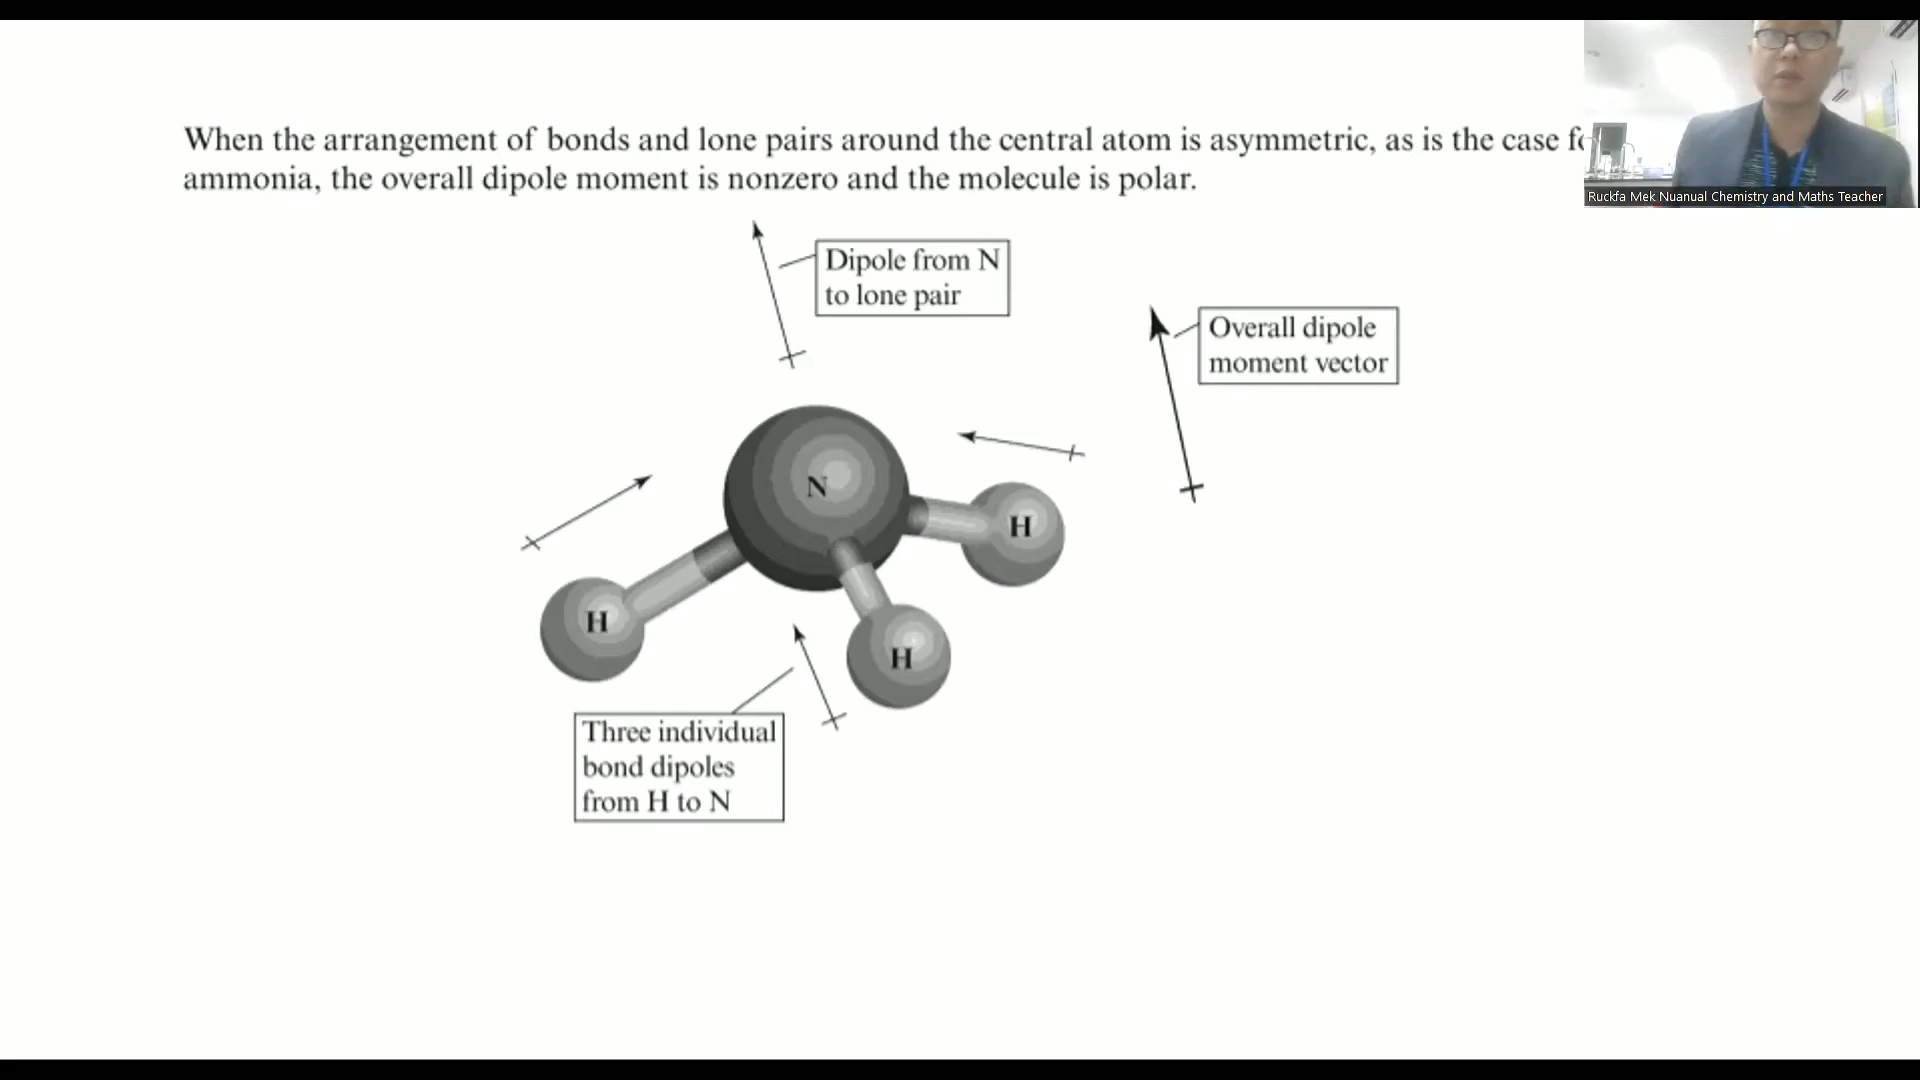 When the arrangement of bonds and lone pairs around the central atom is asymmetric, as is the case
ammonia, the overall dipole moment is nonzero and the molecule is polar.
Ruckfa Mek Nuanual Chemistry and Maths Teacher
Dipole from N
to lone pair
Overall dipole
moment vector
N
H
H
H
Three individual
bond dipoles
from H to N